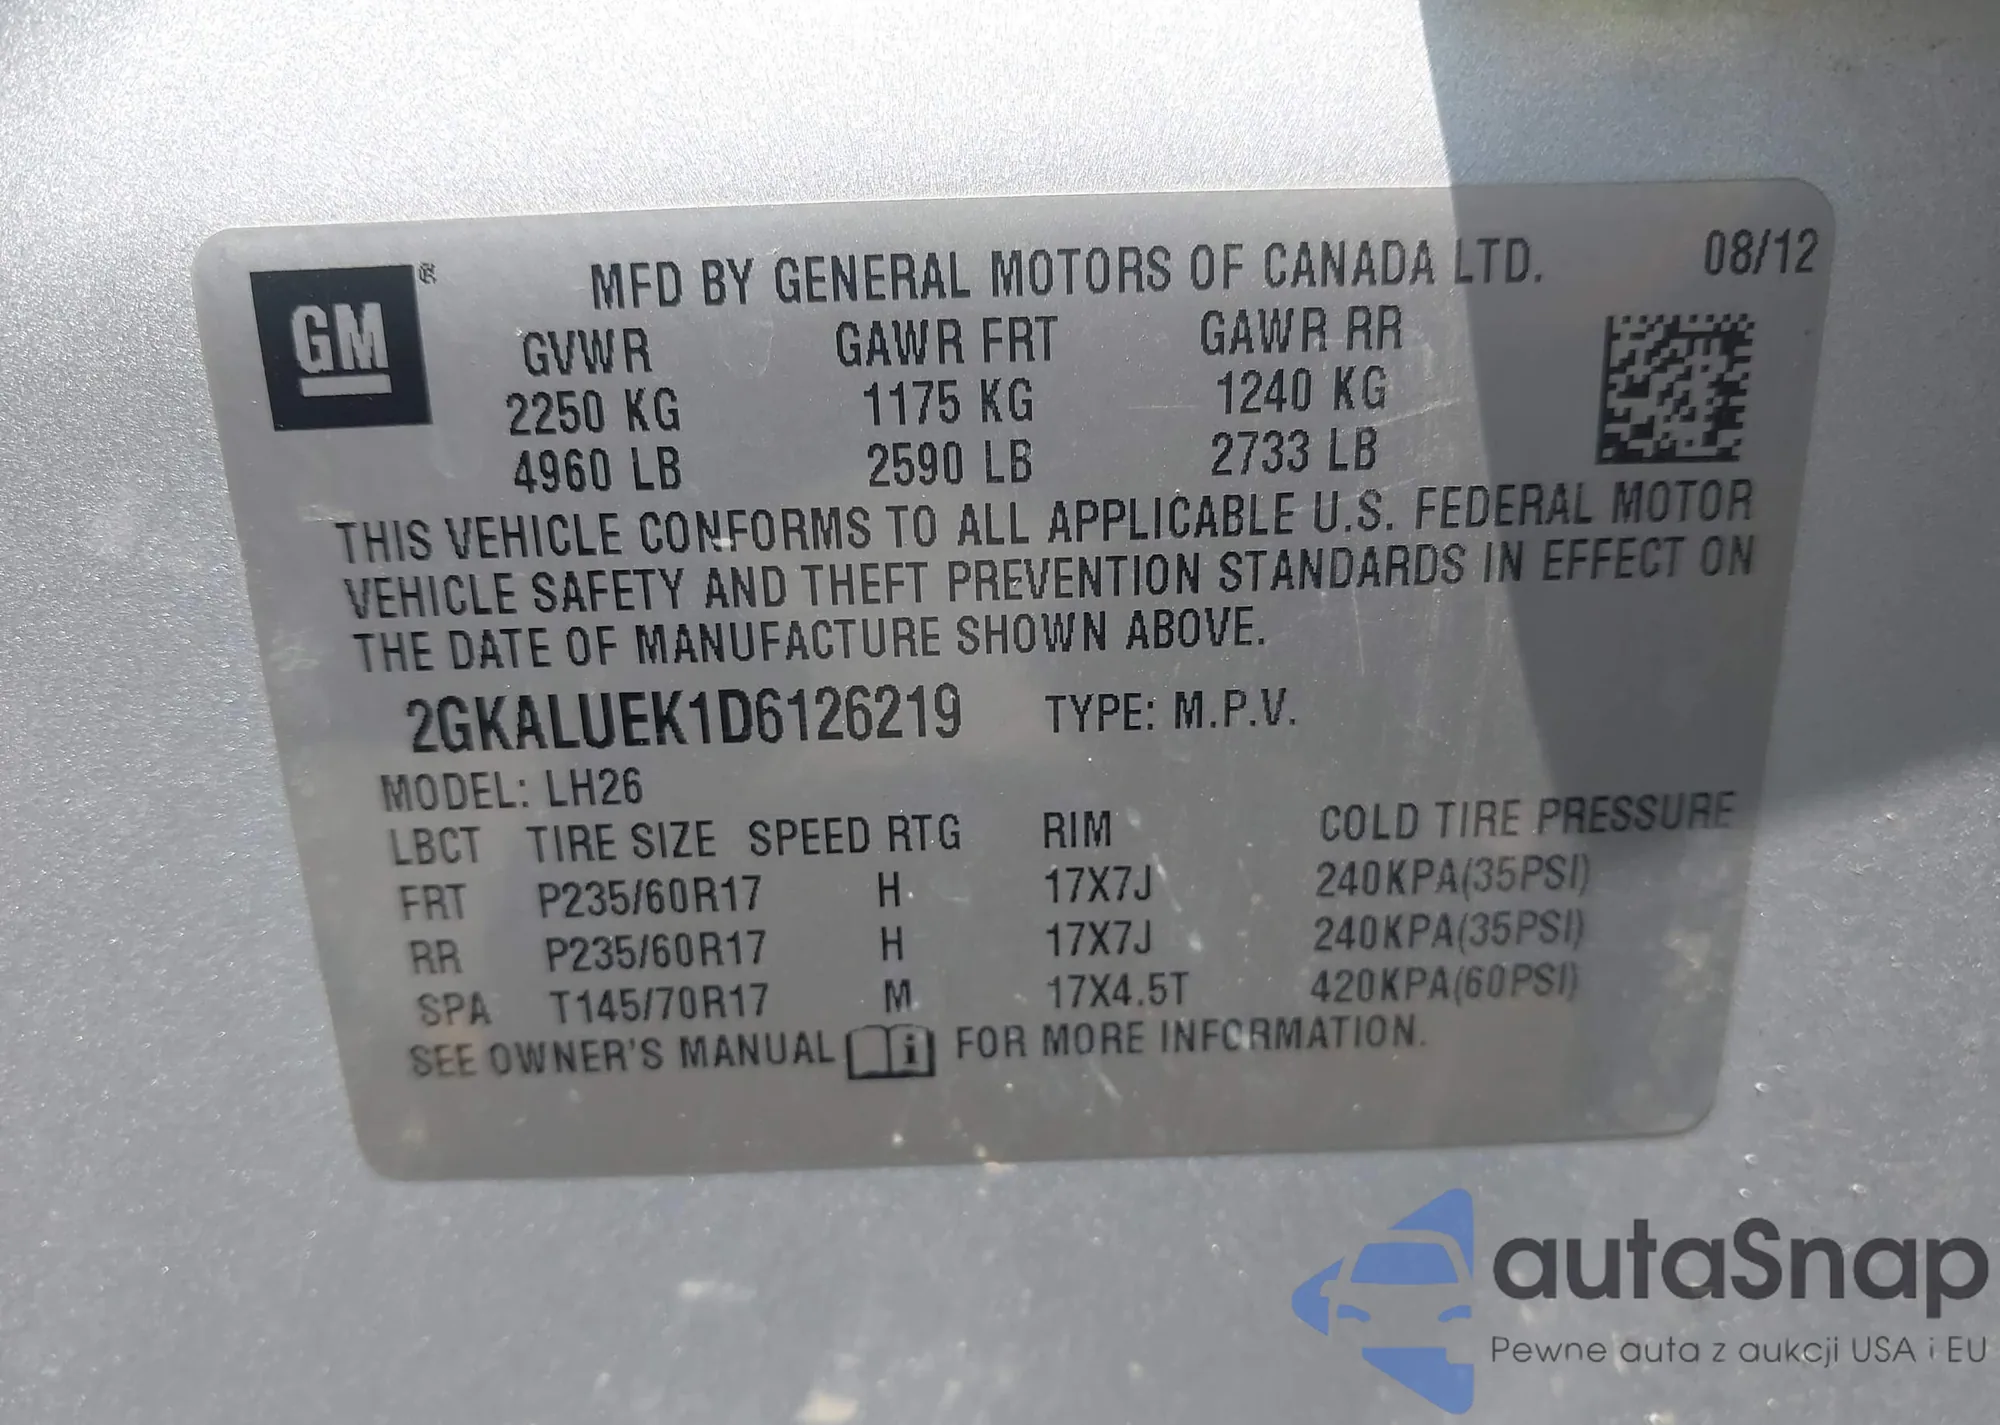 GM ®
MFD BY GENERAL MOTORS OF CANADA LTD. 08/12
GVWR GAWR FRT GAWR RR
2250 KG 1175 KG 1240 KG
4960 LB 2590 LB 2733 LB
THIS VEHICLE CONFORMS TO ALL APPLICABLE U.S. FEDERAL MOTOR
VEHICLE SAFETY AND THEFT PREVENTION STANDARDS IN EFFECT ON
THE DATE OF MANUFACTURE SHOWN ABOVE.
2GKALUEK1D6126219 TYPE: M.P.V.
MODEL: LH26
LBCT TIRE SIZE SPEED RTG RIM COLD TIRE PRESSURE
FRT P235/60R17 H 17X7J 240KPA(35PSI)
RR P235/60R17 H 17X7J 240KPA(35PSI)
SPA T145/70R17 M 17X4.5T 420KPA(60PSI)
SEE OWNER'S MANUAL i FOR MORE INFORMATION.
autaSnap
Pewne auta z aukcji USA i EU